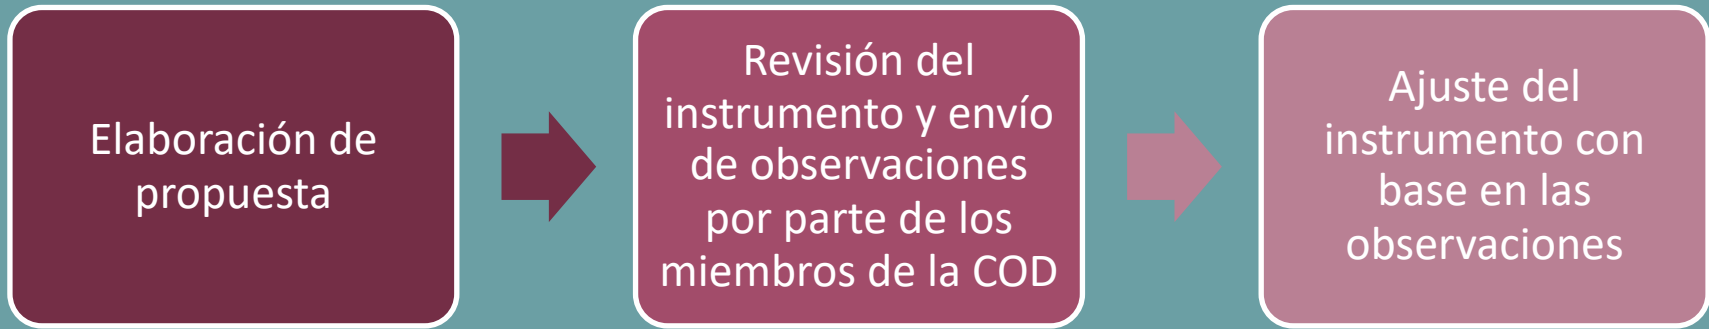 Elaboración de
propuesta
Revisión del
instrumento y envío
de observaciones
por parte de los
miembros de la COD
Ajuste del
instrumento con
base en las
observaciones